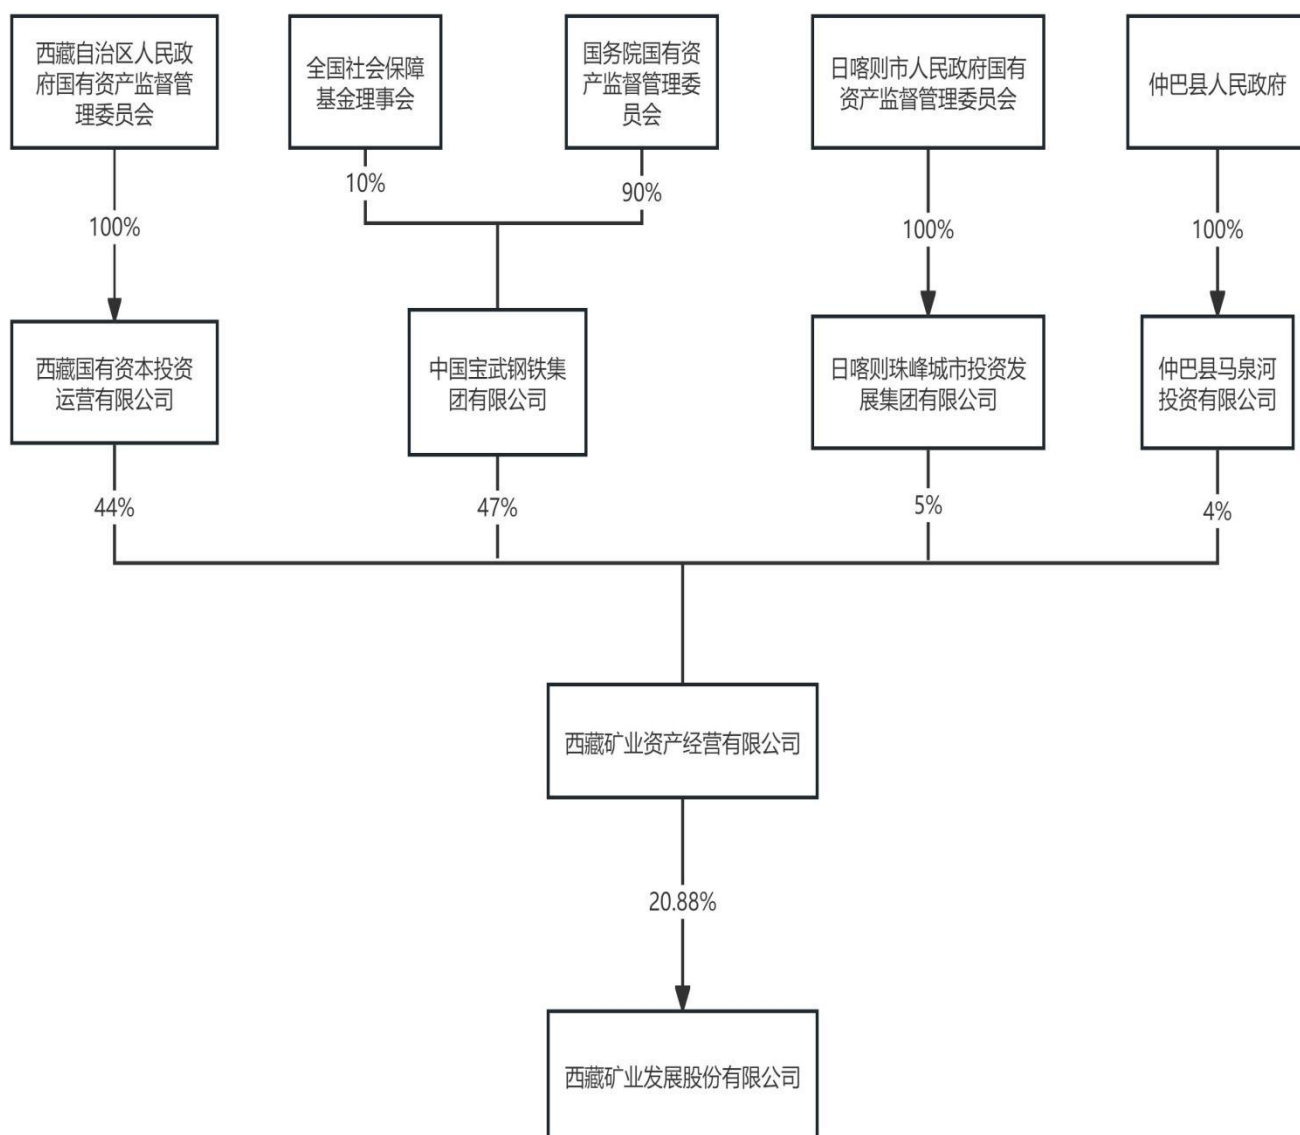 西藏自治区人民政
府国有资产监督管
理委员会
全国社会保障
基金理事会
国务院国有资
产监督管理委
员会
日喀则市人民政府国有
资产监督管理委员会
仲巴县人民政府
10%
90%
100%
100%
100%
西藏国有资本投资
运营有限公司
中国宝武钢铁集
团有限公司
日喀则珠峰城市投资发
展集团有限公司
仲巴县马泉河
投资有限公司
44%
47%
5%
4%
西藏矿业资产经营有限公司
20.88%
西藏矿业发展股份有限公司